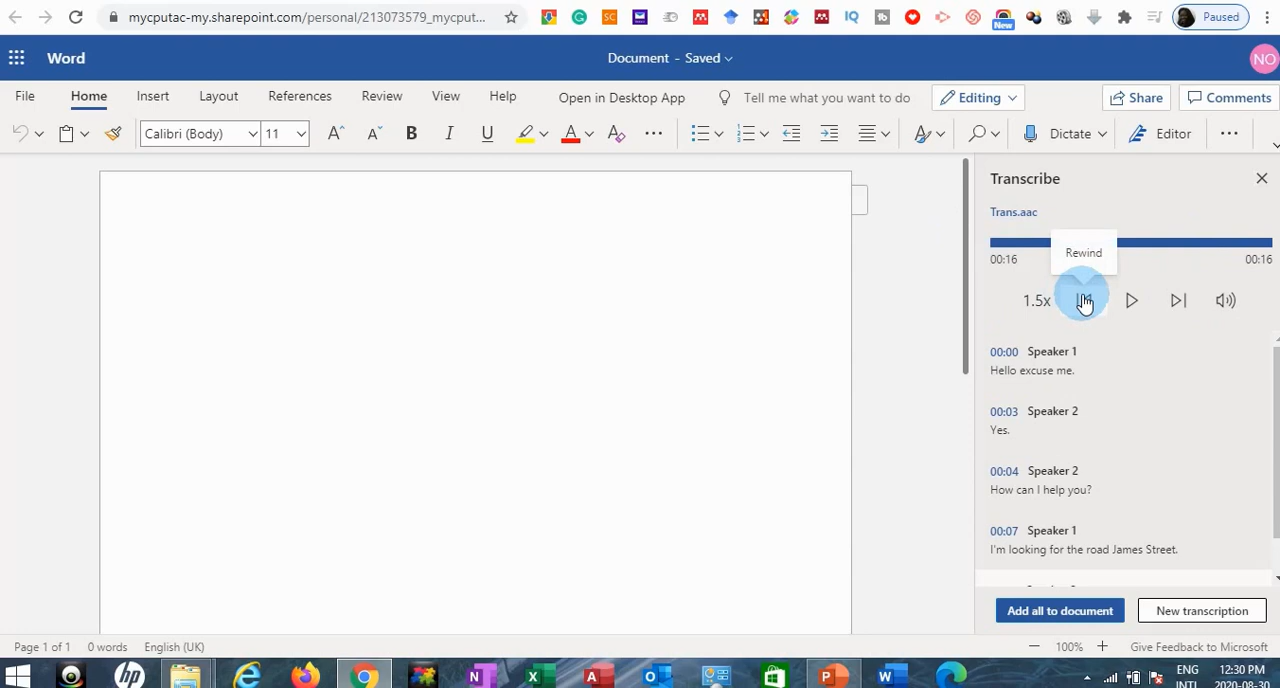 mycputac-my.sharepoint.com/personal/213073579_mycput...
SC
IQ
New
Paused
Word
Document - Saved
NO
File
Home
Insert
Layout
References
Review
View
Help
Open in Desktop App
Tell me what you want to do
Editing
Share
Comments
Calibri (Body)
11
A
A
B
I
U
A
Dictate
Editor
Transcribe
Trans.aac
Rewind
00:16
00:16
1.5x
00:00 Speaker 1
Hello excuse me.
00:03 Speaker 2
Yes.
00:04 Speaker 2
How can I help you?
00:07 Speaker 1
I'm looking for the road James Street.
Add all to document
New transcription
Page 1 of 1
0 words
English (UK)
100%
Give Feedback to Microsoft
ENG
INTL
12:30 PM
2020-08-30